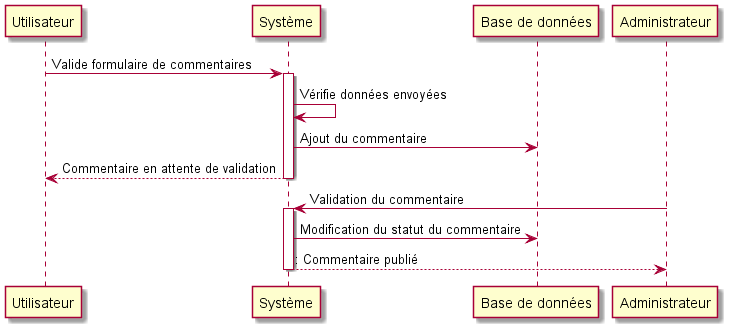 Utilisateur
Système
Base de données
Administrateur
Valide formulaire de commentaires
Vérifie données envoyées
Ajout du commentaire
Commentaire en attente de validation
Validation du commentaire
Modification du statut du commentaire
: Commentaire publié
Utilisateur
Système
Base de données
Administrateur